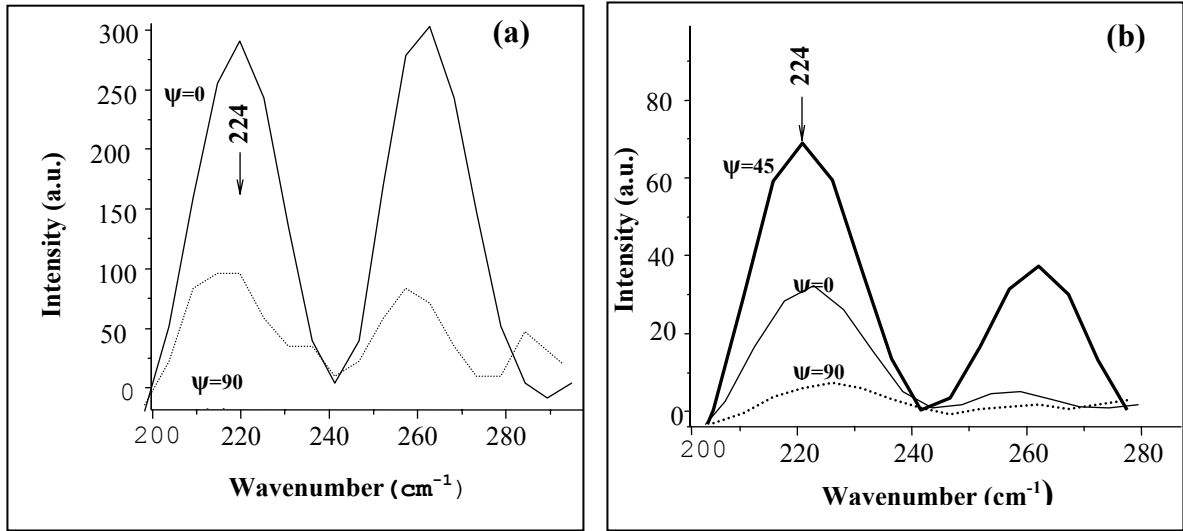 (a)
300
250
200
150
100
50
0
ψ=0
224
ψ=90
200
220
240
260
280
Intensity (a.u.)
Wavenumber (cm⁻¹)
(b)
80
60
40
20
0
224
ψ=45
ψ=0
ψ=90
200
220
240
260
280
Intensity (a.u.)
Wavenumber (cm⁻¹)